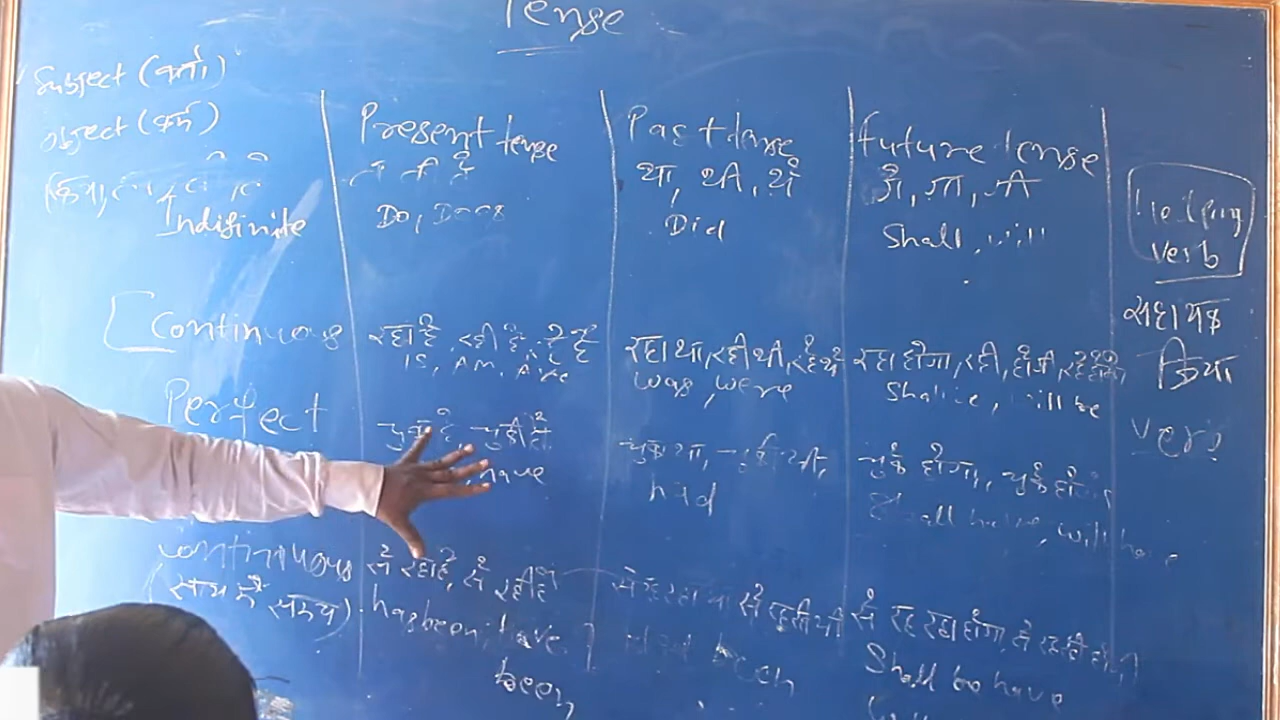 Tense
Subject (कर्ता)
object (कर्म)
Indifinite
Present tense
ता ती है
Do, Does
Past tense
था, थी, थे
Did
future tense
गे, गा, गी
Shall, will
verb
सहायक
क्रिया
Continuous
रहा है, रही है, रहे है
Is, Am, Are
रहा था, रही थी, रहे थे
was, were
रहा होगा, रही, होगी,
Shall be, will be
Perfect
चुका है, चुकी है
have
चुका था, चुकी थी,
had
चुके होगा, चुके
Shall have, will have
continuous
(साथ में समय)
से रहा है, से रही है
has been, have
been
से रह रहा था से रह रही थी
had been
से रह रहा होगा, से रह रही
Shall be have